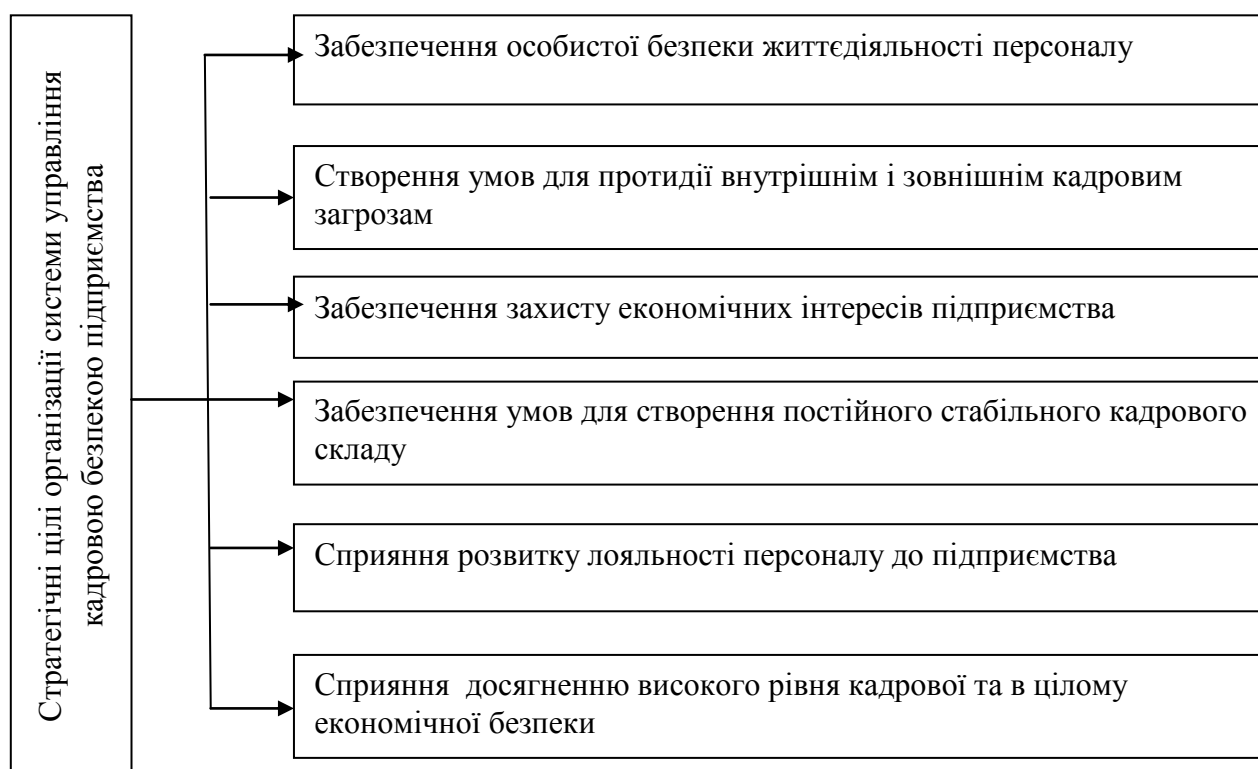 Стратегічні цілі організації системи управління
кадровою безпекою підприємства
Забезпечення особистої безпеки життєдіяльності персоналу
Створення умов для протидії внутрішнім і зовнішнім кадровим
загрозам
Забезпечення захисту економічних інтересів підприємства
Забезпечення умов для створення постійного стабільного кадрового
складу
Сприяння розвитку лояльності персоналу до підприємства
Сприяння  досягненню високого рівня кадрової та в цілому
економічної безпеки